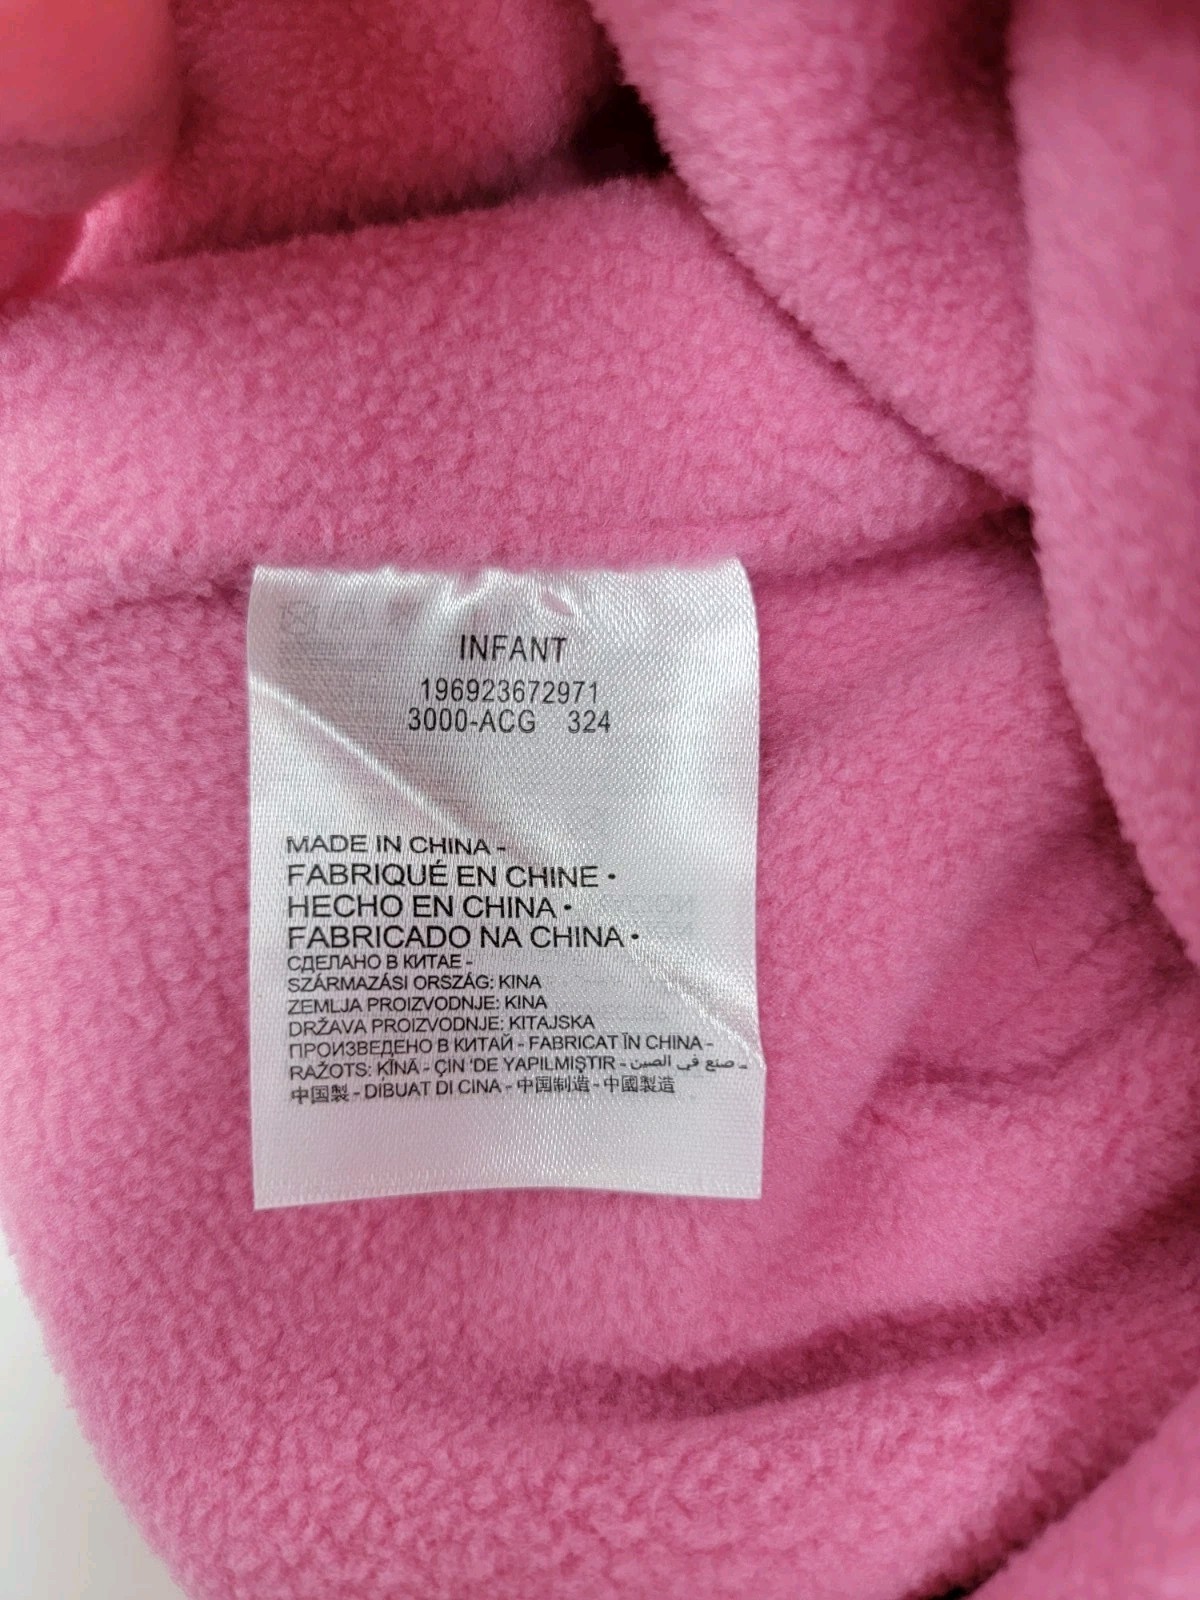 INFANT
196923672971
3000-ACG 324
MADE IN CHINA -
FABRIQUÉ EN CHINE •
HECHO EN CHINA •
FABRICADO NA CHINA •
СДЕЛАНО В КИТАЕ -
SZÁRMAZÁSI ORSZÁG: KINA
ZEMLJA PROIZVODNJE: KINA
DRŽAVA PROIZVODNJE: KITAJSKA
ПРОИЗВЕДЕНО В КИТАЙ - FABRICAT ÎN CHINA -
RAŽOTS: ĶĪNĀ - ÇIN 'DE YAPILMIŞTIR - صنع في الصين -
中国製 - DIBUAT DI CINA - 中国制造 - 中國製造